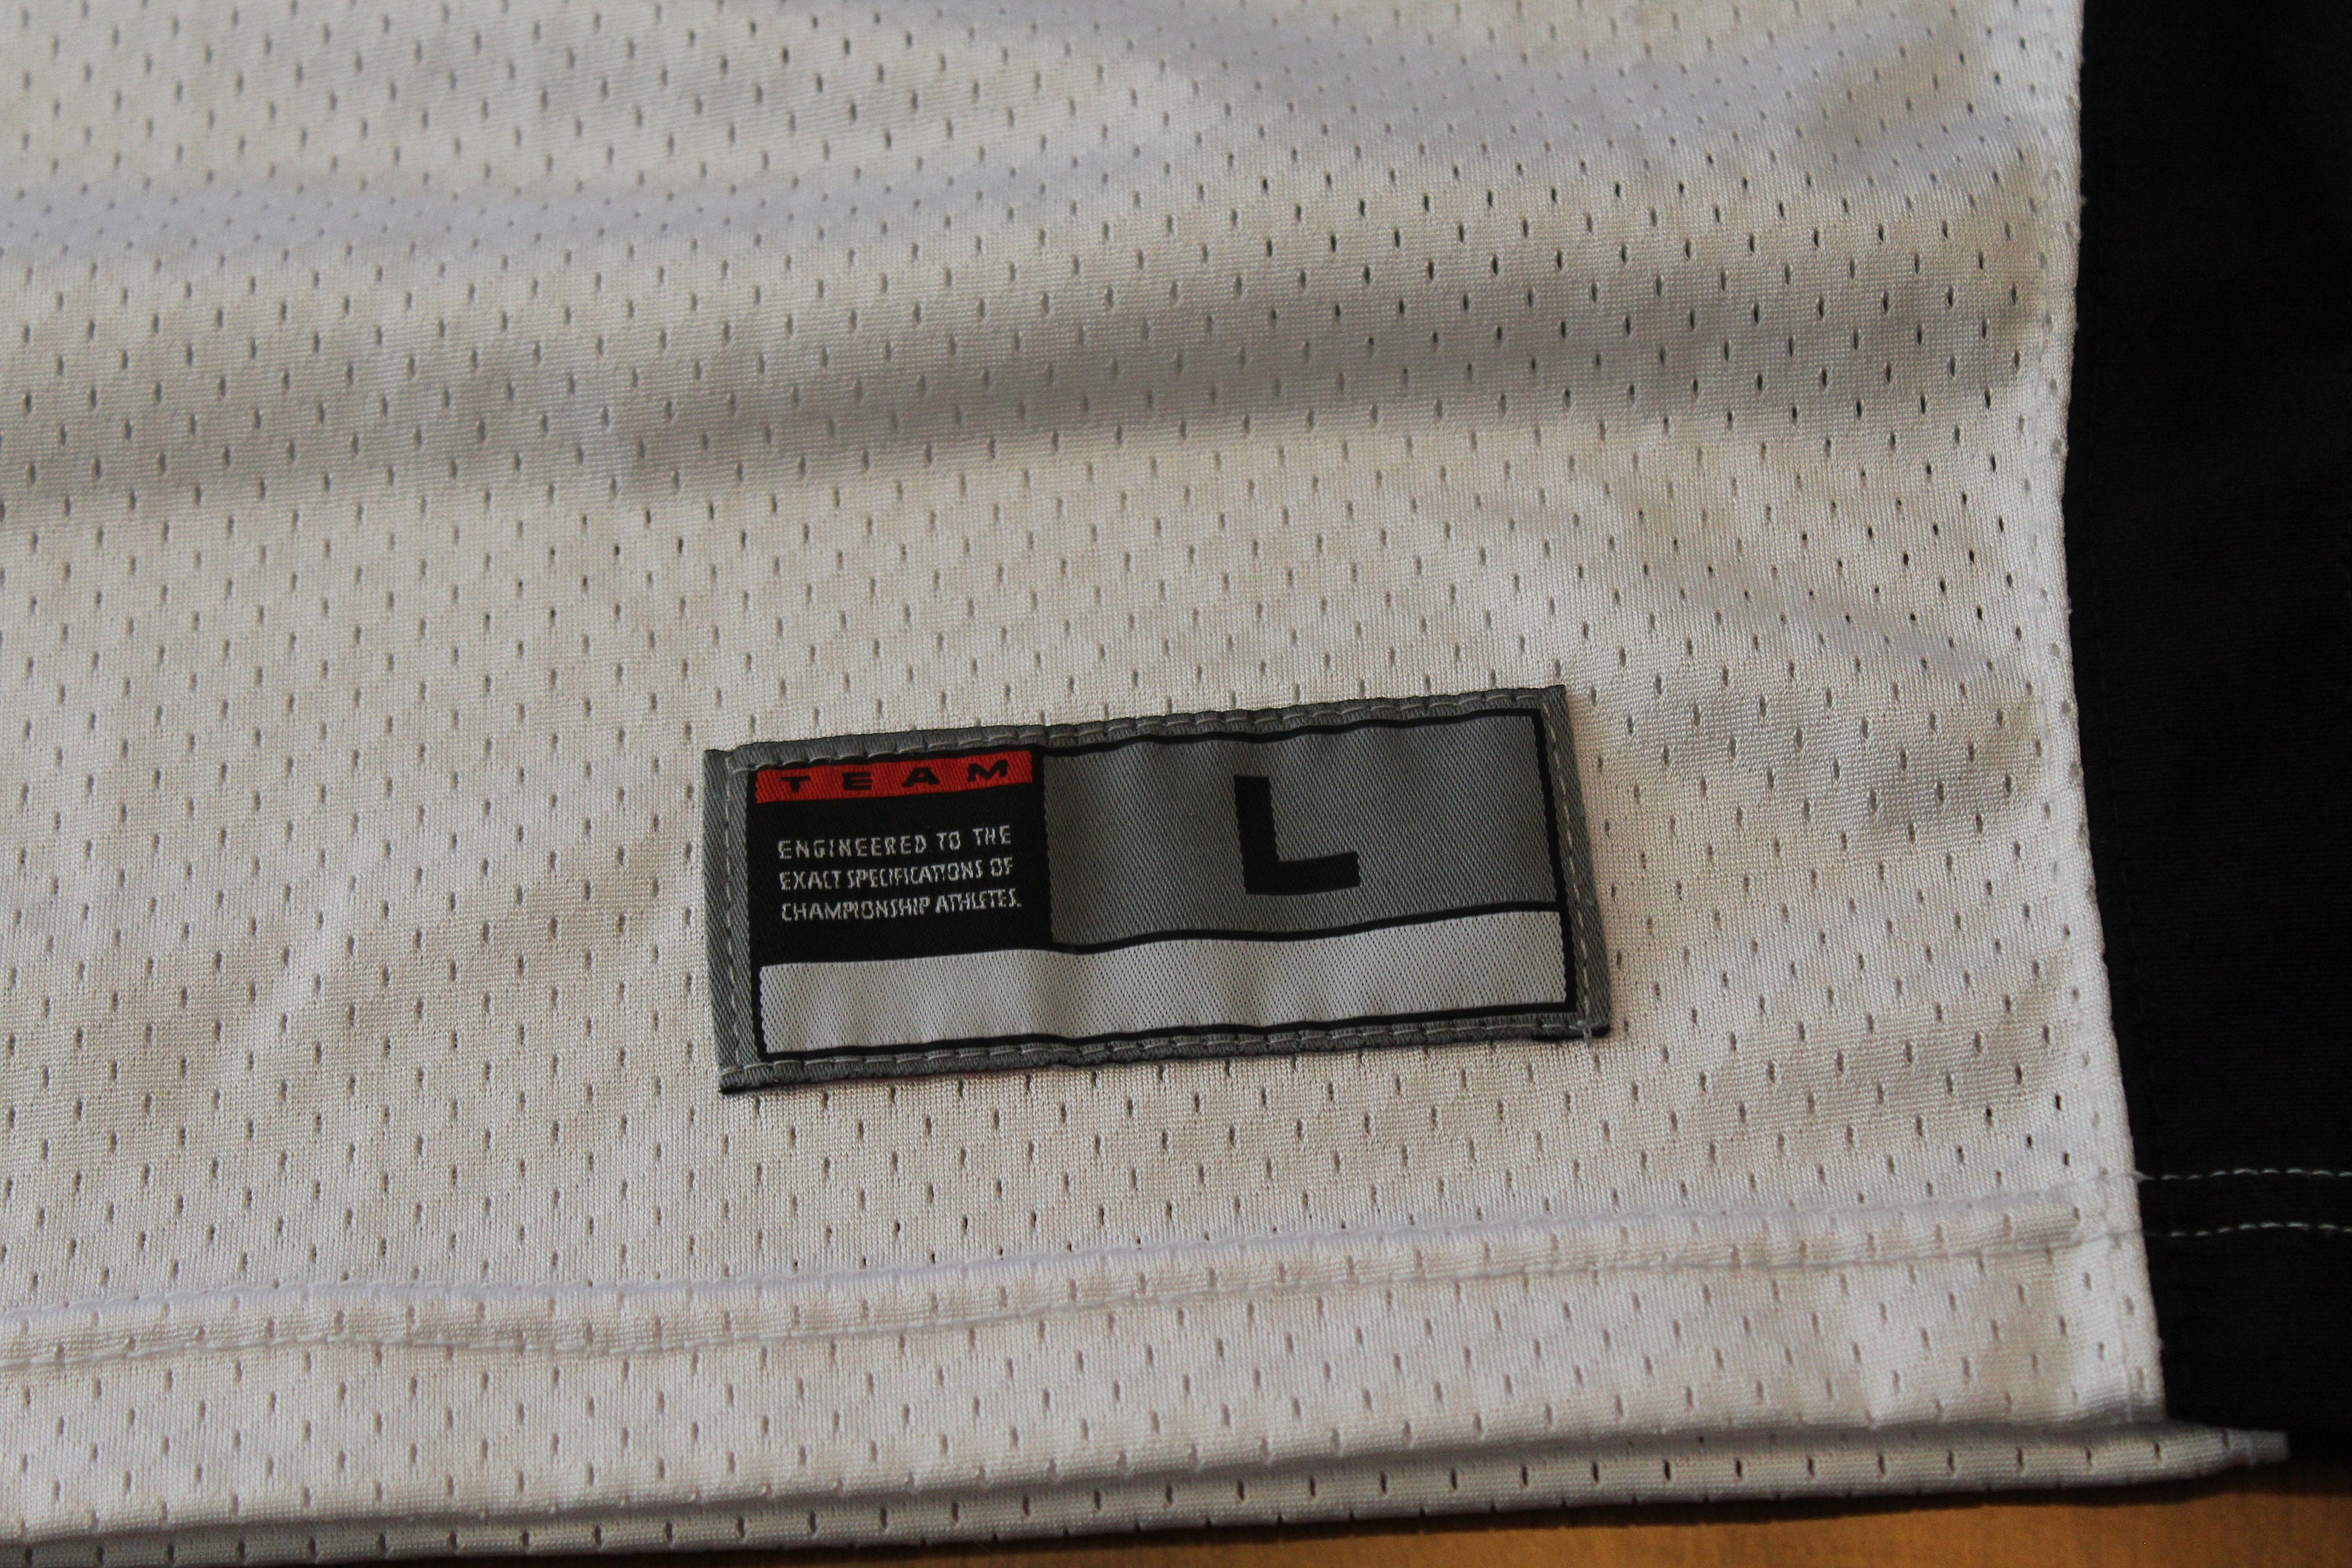 TEAM
ENGINEERED TO THE
EXACT SPECIFICATIONS OF
CHAMPIONSHIP ATHLETES.
L